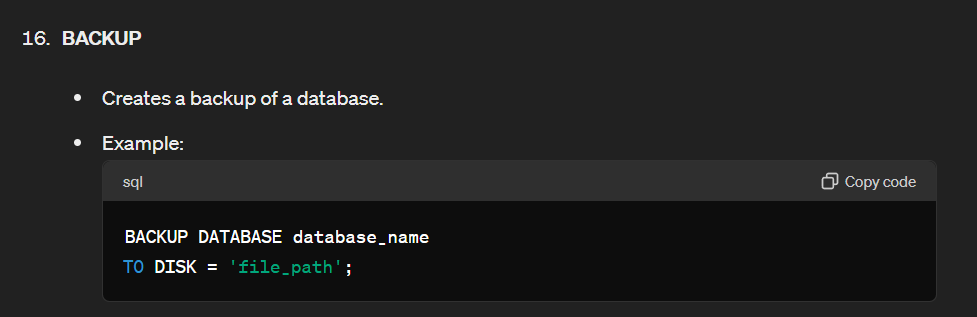 16. BACKUP
• Creates a backup of a database.
• Example:
sql Copy code
BACKUP DATABASE database_name
TO DISK = 'file_path';